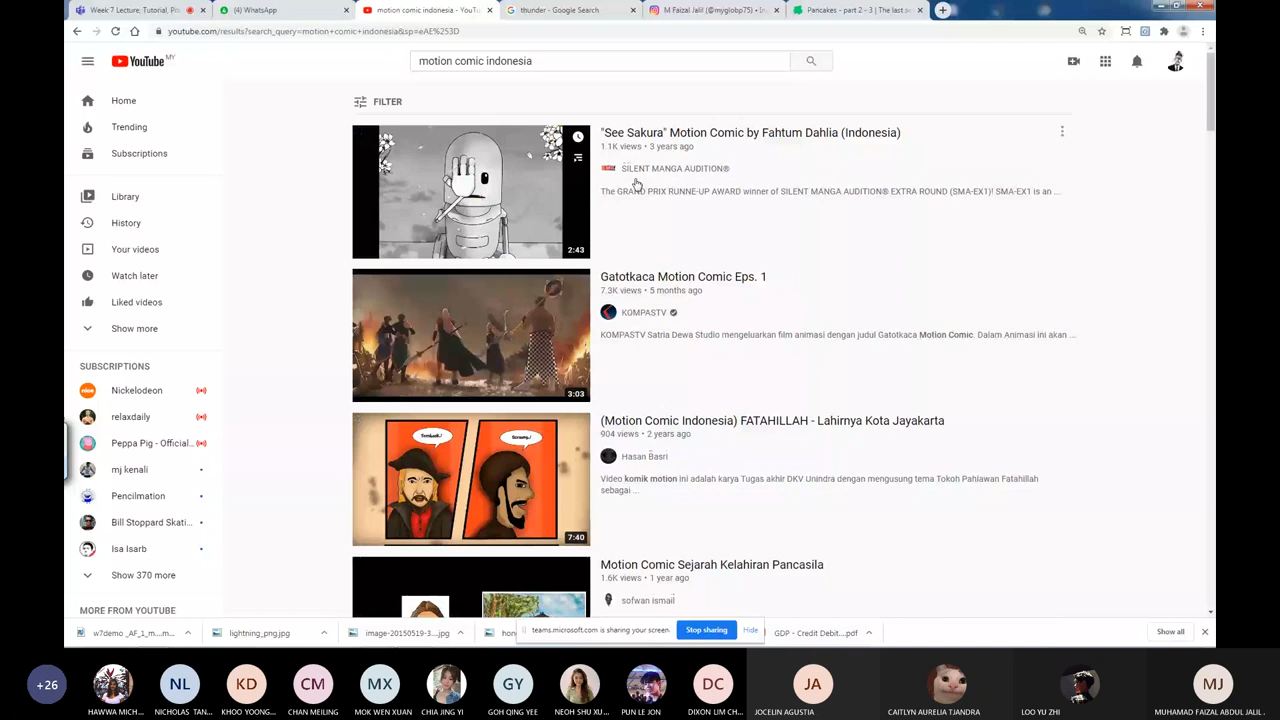 Week 7 Lecture, Tutorial, Pr
(4) WhatsApp
motion comic indonesia - YouTu
thunder - Google Search
M Faizal Jalil (@myglobp75) • In
Pancakes - part 2 - 3 | The last s
youtube.com/results?search_query=motion+comic+indonesia&sp=eAE%253D
YouTube MY
motion comic indonesia
Home
Trending
Subscriptions
Library
History
Your videos
Watch later
Liked videos
Show more
SUBSCRIPTIONS
Nickelodeon
relaxdaily
Peppa Pig - Official...
mj kenali
Pencilmation
Bill Stoppard Skati...
Isa Isarb
Show 370 more
MORE FROM YOUTUBE
FILTER
2:43
"See Sakura" Motion Comic by Fahtum Dahlia (Indonesia)
1.1K views • 3 years ago
SILENT MANGA AUDITION®
The GRAND PRIX RUNNE-UP AWARD winner of SILENT MANGA AUDITION® EXTRA ROUND (SMA-EX1)! SMA-EX1 is an ...
3:03
Gatotkaca Motion Comic Eps. 1
7.3K views • 5 months ago
KOMPASTV
KOMPASTV Satria Dewa Studio mengeluarkan film animasi dengan judul Gatotkaca Motion Comic. Dalam Animasi ini akan ...
7:40
(Motion Comic Indonesia) FATAHILLAH - Lahirnya Kota Jayakarta
904 views • 2 years ago
Hasan Basri
Video komik motion ini adalah karya Tugas akhir DKV Unindra dengan mengusung tema Tokoh Pahlawan Fatahillah
sebagai ...
Motion Comic Sejarah Kelahiran Pancasila
1.6K views • 1 year ago
sofwan ismail
w7demo _AF_1_m....m...
lightning_png.jpg
image-20150519-3....jpg
hon
teams.microsoft.com is sharing your screen
Stop sharing
Hide
GDP - Credit Debit....pdf
Show all
+26
NL
KD
CM
MX
GY
DC
JA
MJ
HAWWA MICH...
NICHOLAS TAN...
KHOO YOONG...
CHAN MEILING
MOK WEN XUAN
CHIA JING YI
GOH QING YEE
NEOH SHU XU...
PUN LE JON
DIXON LIM CH...
JOCELIN AGUSTIA
CAITLYN AURELIA TJANDRA
LOO YU ZHI
MUHAMAD FAIZAL ABDUL JALIL